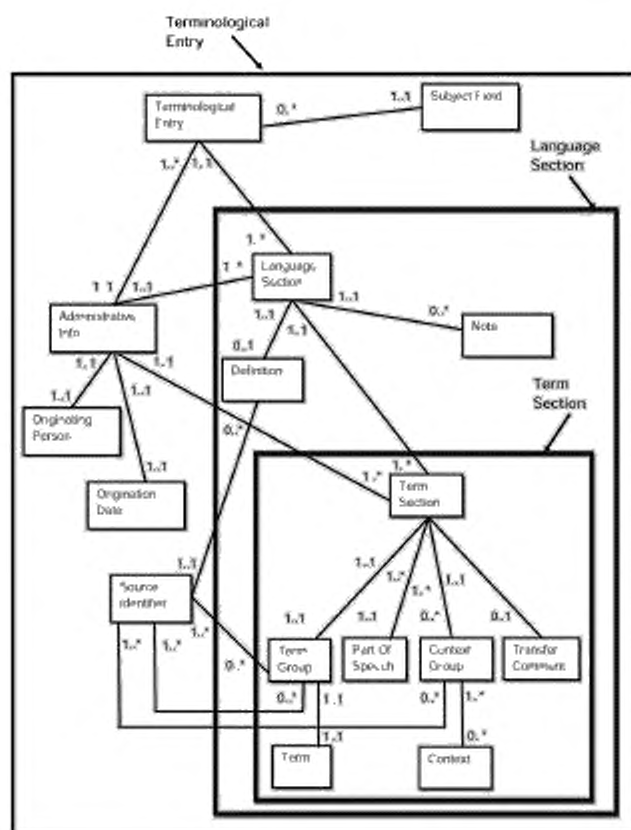 Terminological
Entry
Terminological
Entry
0..*
1..1
Subject Field
Language
Section
1..*
1..1
1..*
1..*
Language
Section
1..1
1..1
Administrative
Info
1..1
1..1
1..1
0..*
Note
0..1
Definition
1..1
1..1
1..1
1..1
Originating
Person
0..*
Term
Section
1..1
Origination
Date
1..*
1..*
Term
Section
1..1
Source
Identifier
1..1
1..*
1..*
1..1
1..*
1..*
1..*
1..1
1..1
0..*
0..1
0..*
Term
Group
Part Of
Speech
Context
Group
Transfer
Comment
0..*
1..1
0..*
1..*
1..1
0..*
Term
Context